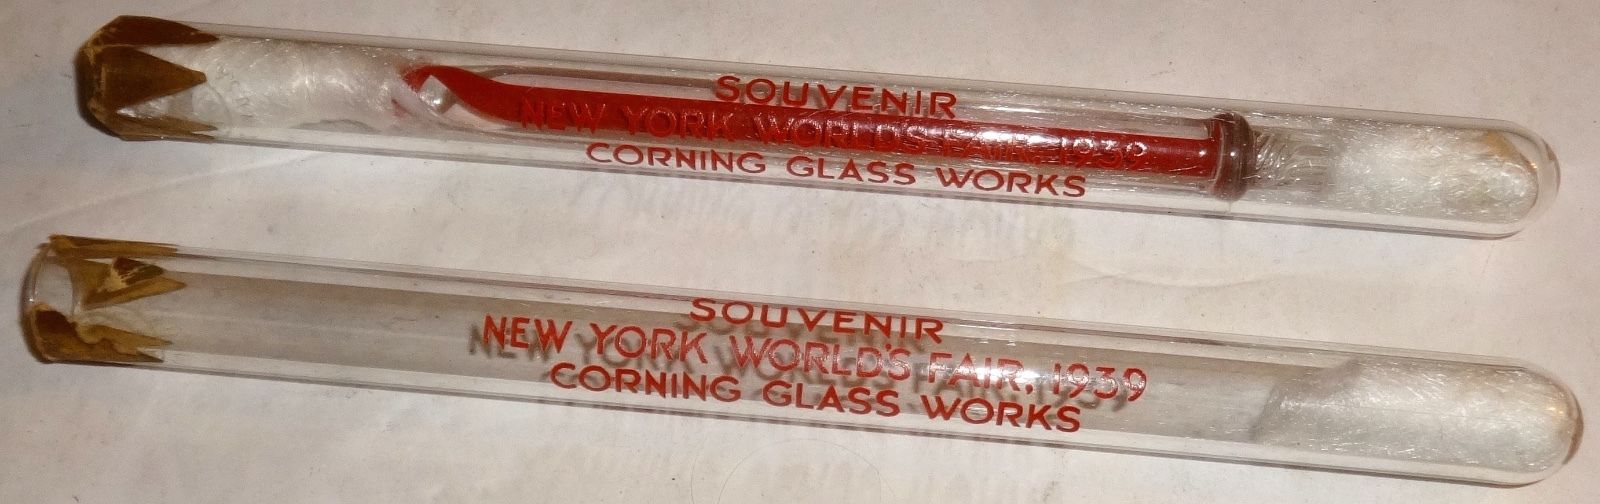 SOUVENIR
NEW YORK WORLD'S FAIR, 1939
CORNING GLASS WORKS
SOUVENIR
NEW YORK WORLD'S FAIR, 1939
CORNING GLASS WORKS